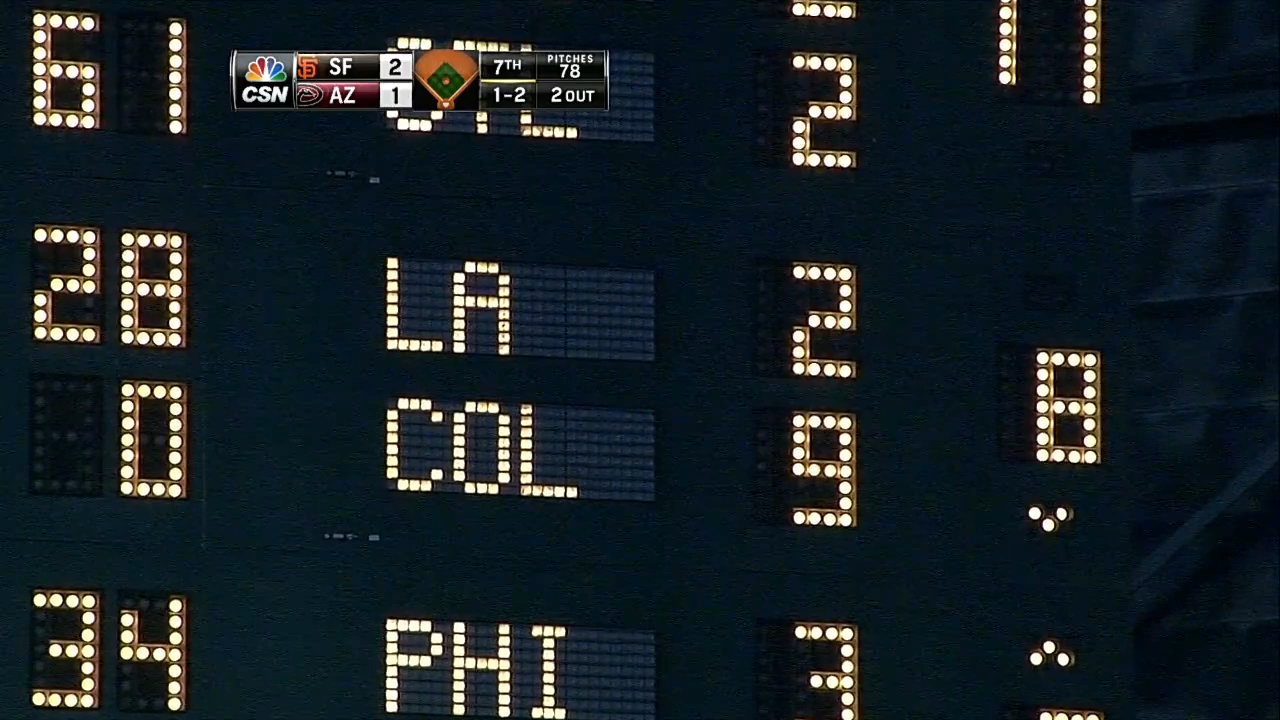 61 2 11
CSN SF 2 7TH PITCHES 78
AZ 1 1-2 2 OUT
28 LA 2
0 COL 9 8
34 PHI 3